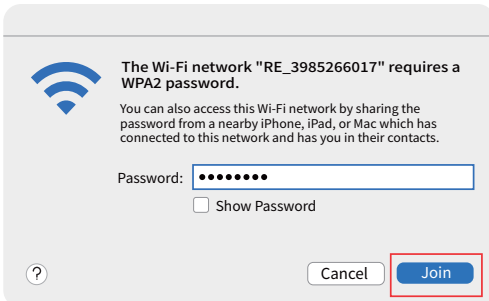 The Wi-Fi network "RE_3985266017" requires a
WPA2 password.
You can also access this Wi-Fi network by sharing the
password from a nearby iPhone, iPad, or Mac which has
connected to this network and has you in their contacts.
Password: ●●●●●●●●
Show Password
? Cancel Join